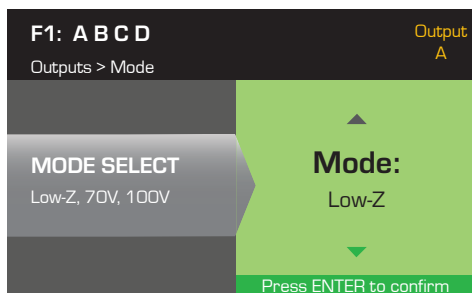 F1: A B C D
Output
A
Outputs > Mode
MODE SELECT
Low-Z, 70V, 100V
Mode:
Low-Z
Press ENTER to confirm